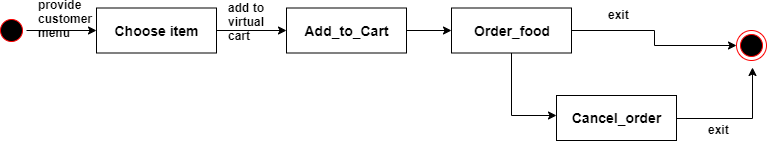 provide
customer
menu
Choose item
add to
virtual
cart
Add_to_Cart
Order_food
exit
Cancel_order
exit